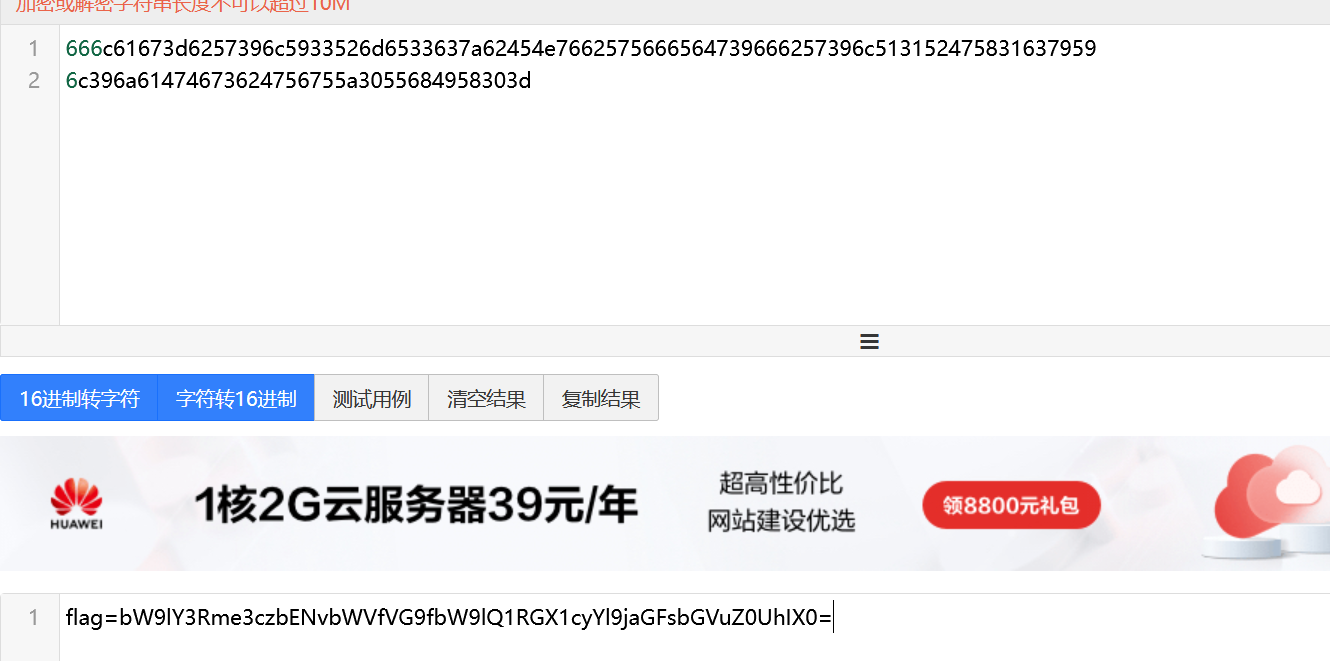 加密或解密字符串长度不可以超过10M
1 666c61673d6257396c5933526d6533637a62454e7662575666564739666257396c513152475831637959
2 6c396a61474673624756755a3055684958303d
16进制转字符 字符转16进制 测试用例 清空结果 复制结果
HUAWEI
1核2G云服务器39元/年
超高性价比
网站建设优选
领8800元礼包
1 flag=bW9lY3Rme3czbENvbWVfVG9fbW9lQ1RGX1cyYl9jaGFsbGVuZ0UhIX0=